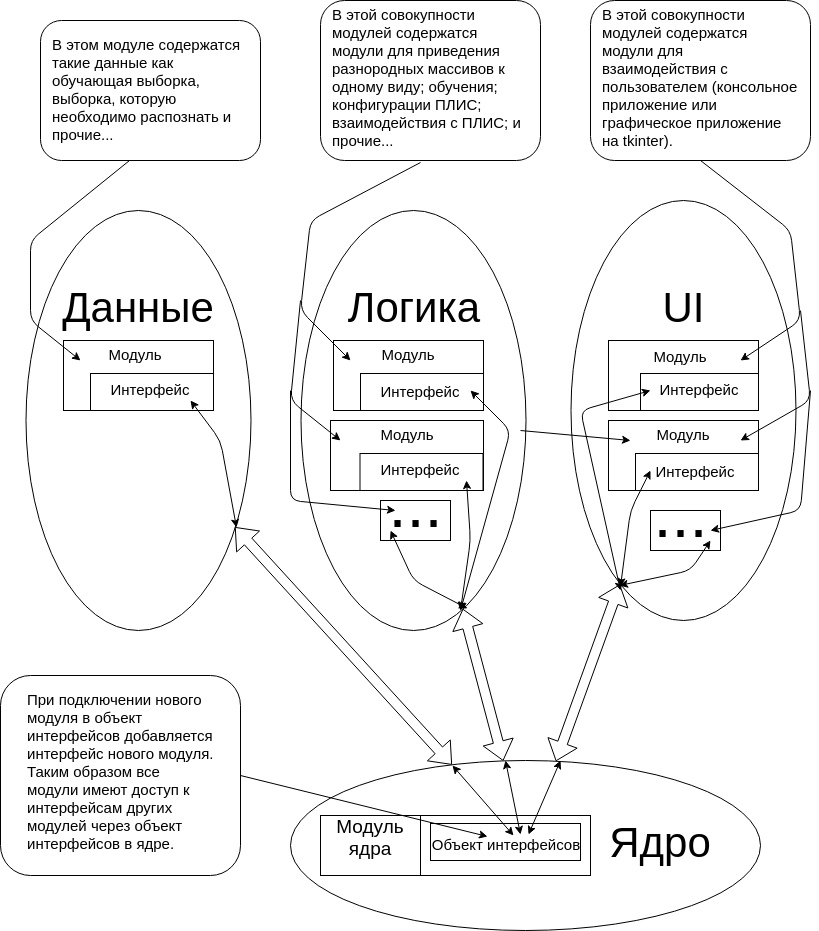 В этом модуле содержатся
такие данные как
обучающая выборка,
выборка, которую
необходимо распознать и
прочие...
В этой совокупности
модулей содержатся
модули для приведения
разнородных массивов к
одному виду; обучения;
конфигурации ПЛИС;
взаимодействия с ПЛИС; и
прочие...
В этой совокупности
модулей содержатся
модули для
взаимодействия с
пользователем (консольное
приложение или
графическое приложение
на tkinter).
Данные
Модуль
Интерфейс
Логика
Модуль
Интерфейс
Модуль
Интерфейс
...
UI
Модуль
Интерфейс
Модуль
Интерфейс
...
При подключении нового
модуля в объект
интерфейсов добавляется
интерфейс нового модуля.
Таким образом все
модули имеют доступ к
интерфейсам других
модулей через объект
интерфейсов в ядре.
Модуль
ядра
Объект интерфейсов
Ядро